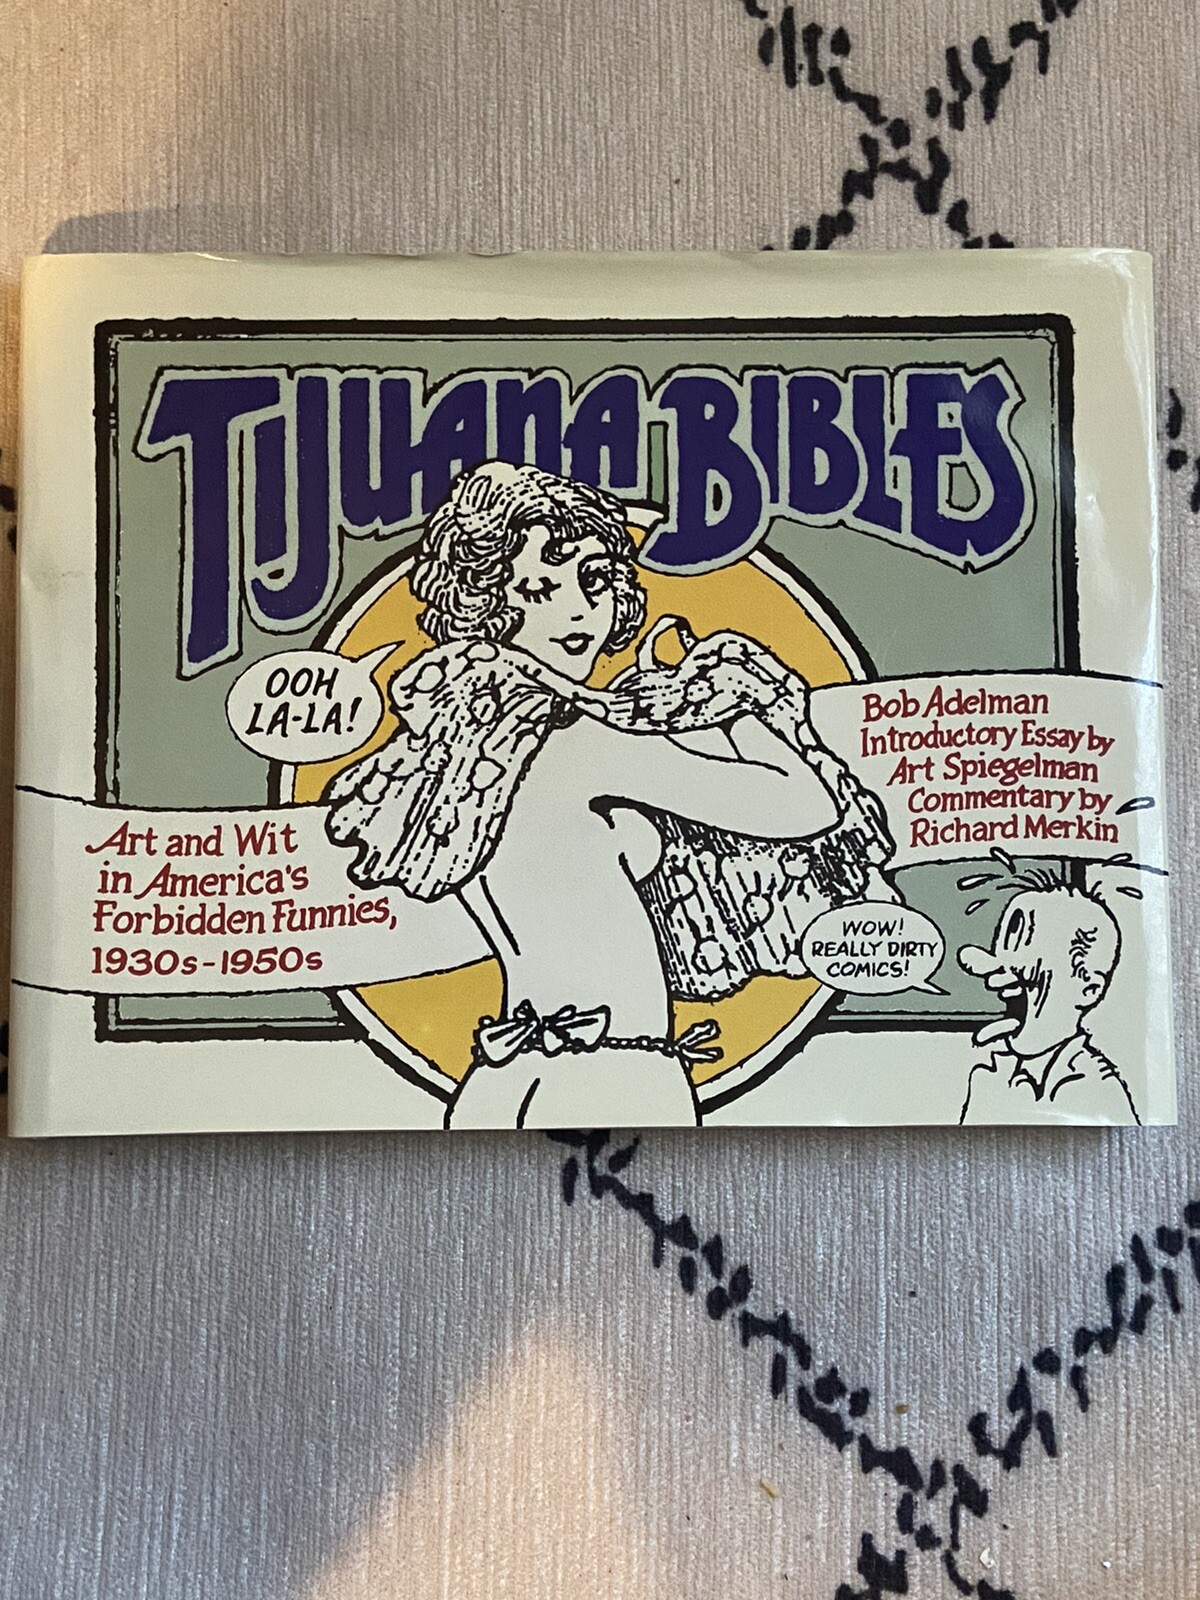 TIJUANA BIBLES
OOH
LA-LA!
Bob Adelman
Introductory Essay by
Art Spiegelman
Commentary by
Richard Merkin
Art and Wit
in America's
Forbidden Funnies,
1930s-1950s
WOW!
REALLY DIRTY
COMICS!